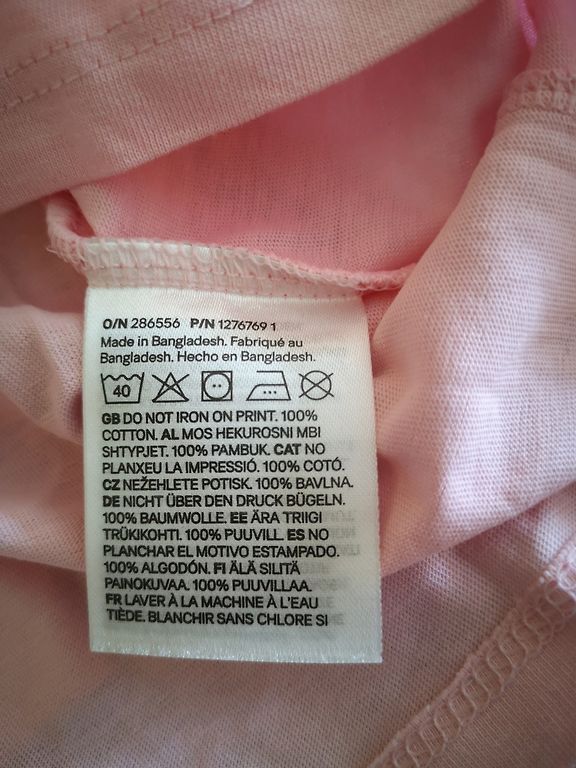 O/N 286556 P/N 1276769 1
Made in Bangladesh. Fabriqué au
Bangladesh. Hecho en Bangladesh.
40
GB DO NOT IRON ON PRINT. 100%
COTTON. AL MOS HEKUROSNI MBI
SHTYPJET. 100% PAMBUK. CAT NO
PLANXEU LA IMPRESSIÓ. 100% COTÓ.
CZ NEŽEHLETE POTISK. 100% BAVLNA.
DE NICHT ÜBER DEN DRUCK BÜGELN.
100% BAUMWOLLE. EE ÄRA TRIIGI
TRÜKIKOHTI. 100% PUUVILL. ES NO
PLANCHAR EL MOTIVO ESTAMPADO.
100% ALGODÓN. FI ÄLÄ SILITÄ
PAINOKUVAA. 100% PUUVILLAA.
FR LAVER À LA MACHINE À L'EAU
TIÈDE. BLANCHIR SANS CHLORE SI